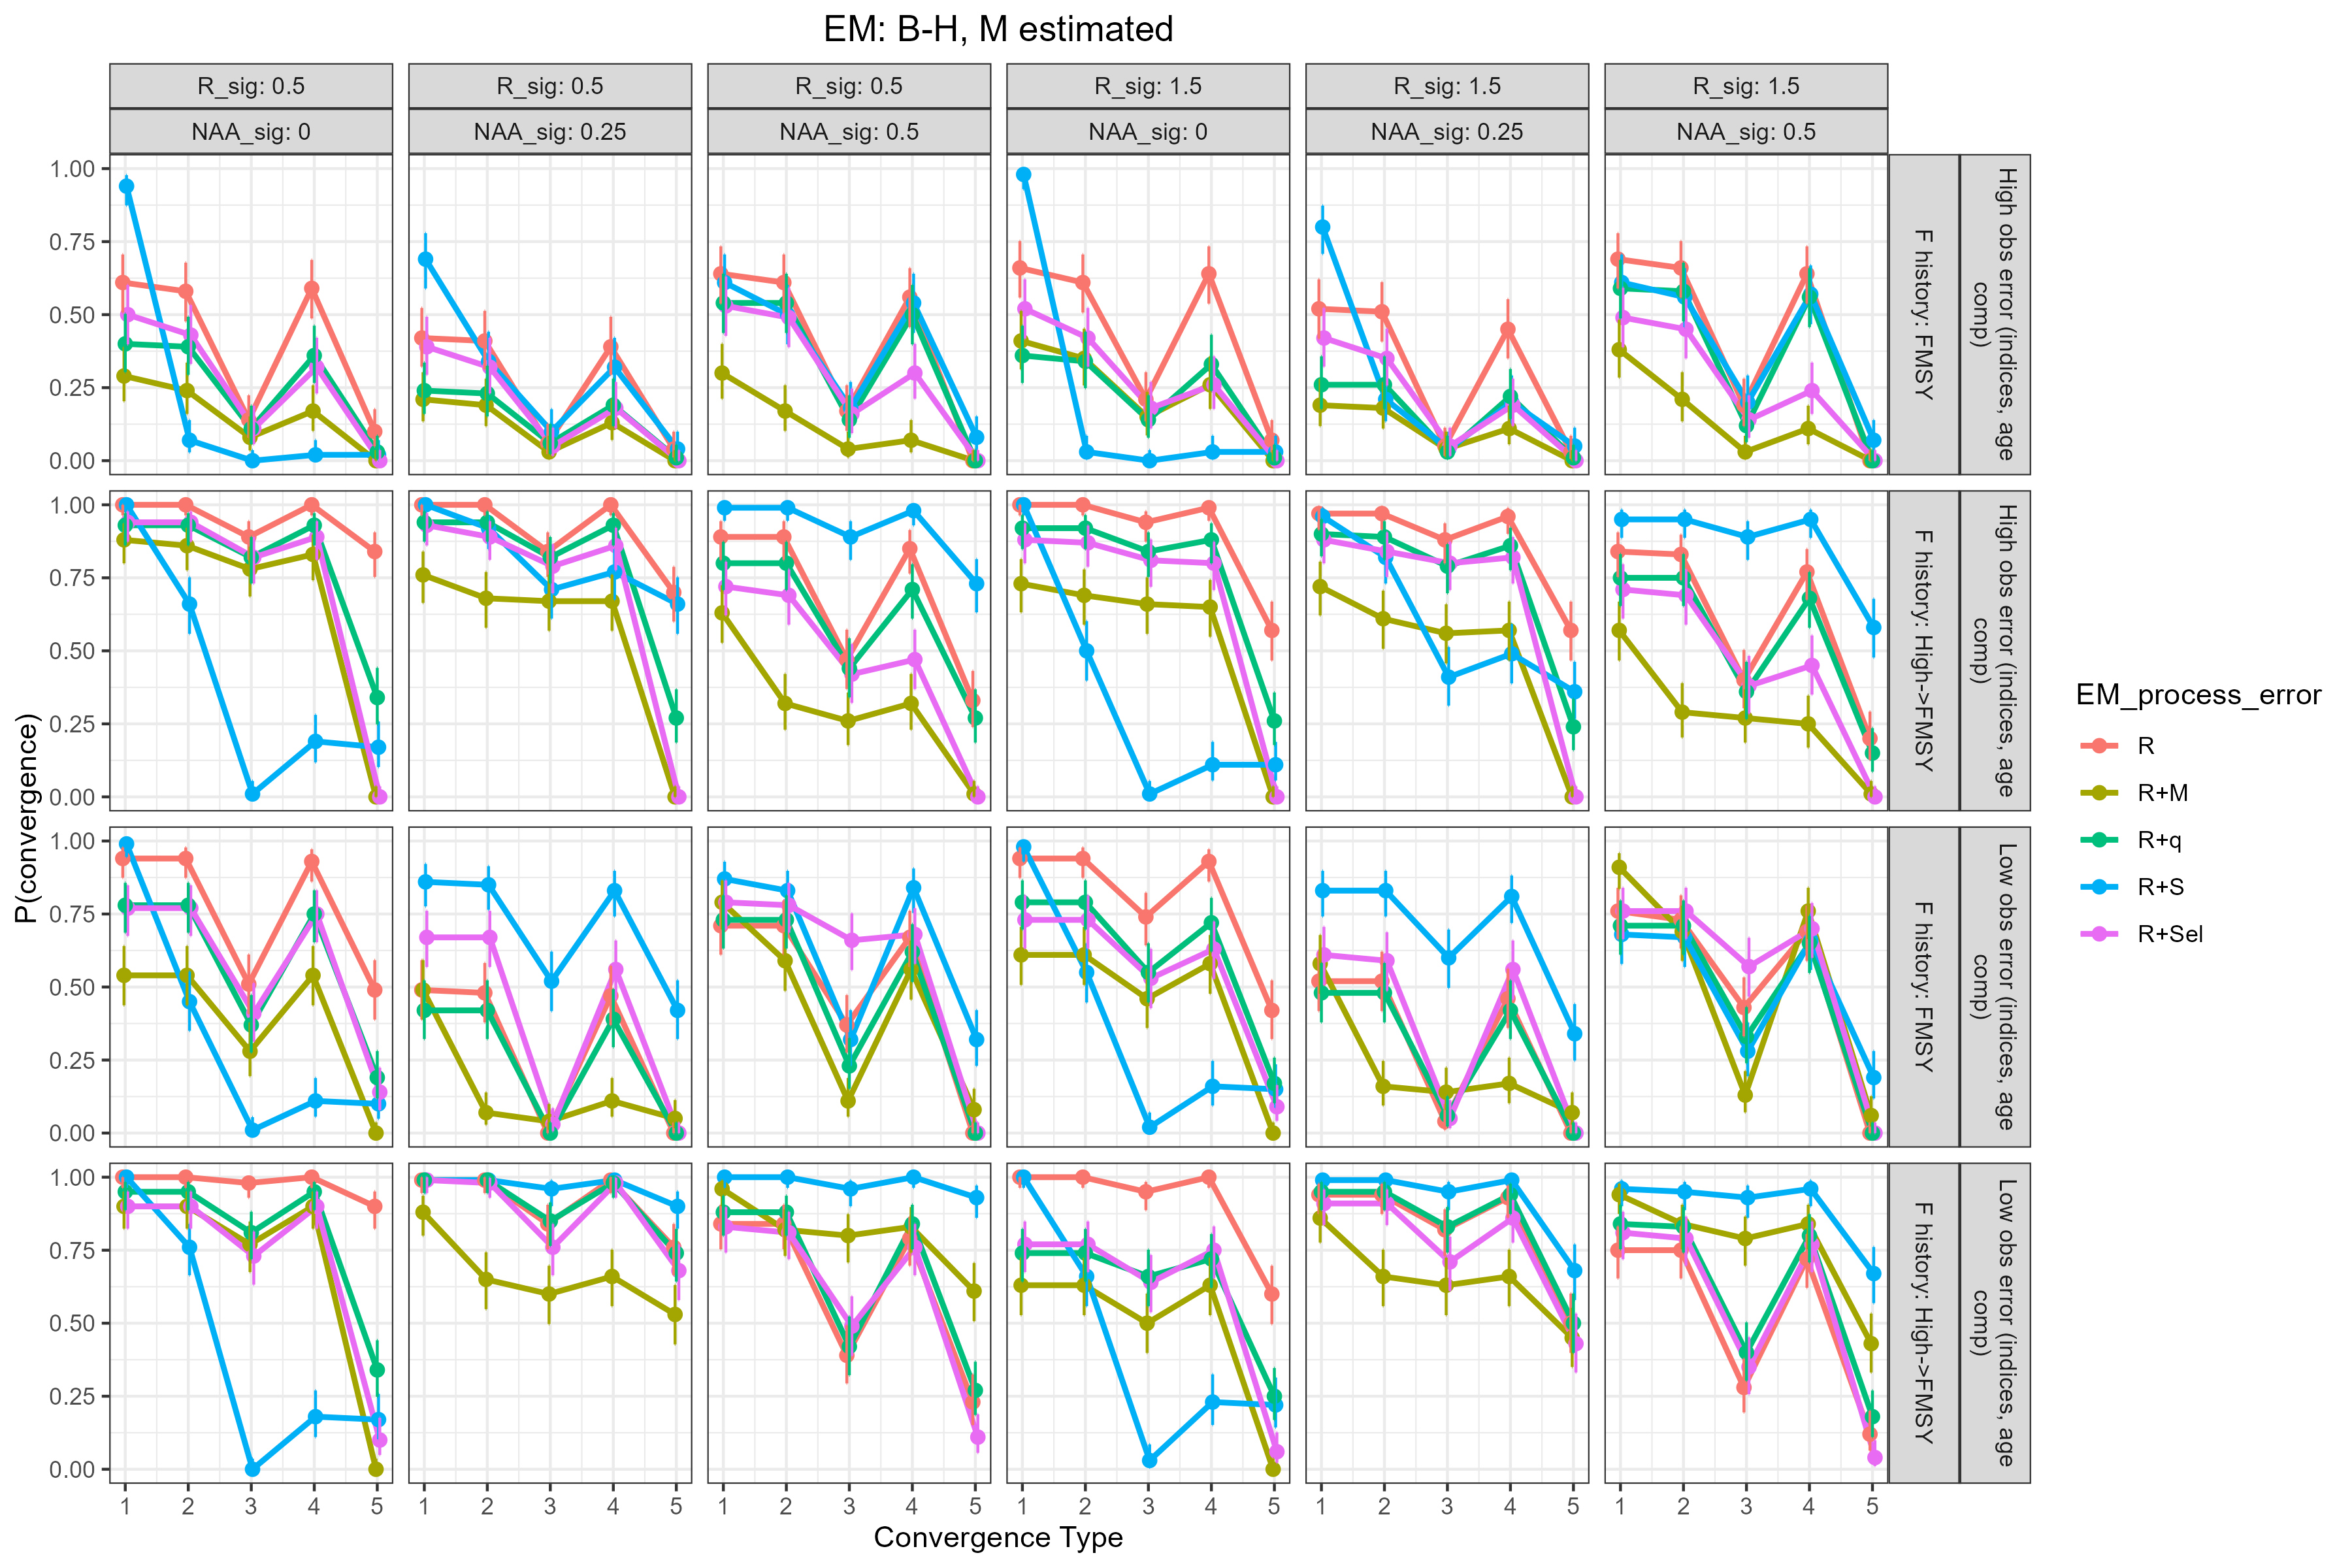 EM: B-H, M estimated
R_sig: 0.5
R_sig: 0.5
R_sig: 0.5
R_sig: 1.5
R_sig: 1.5
R_sig: 1.5
NAA_sig: 0
NAA_sig: 0.25
NAA_sig: 0.5
NAA_sig: 0
NAA_sig: 0.25
NAA_sig: 0.5
1.00
0.75
0.50
0.25
0.00
F history: FMSY
High obs error (indices, age
comp)
1.00
0.75
0.50
0.25
0.00
F history: High->FMSY
High obs error (indices, age
comp)
1.00
0.75
0.50
0.25
0.00
F history: FMSY
Low obs error (indices, age
comp)
1.00
0.75
0.50
0.25
0.00
F history: High->FMSY
Low obs error (indices, age
comp)
P(convergence)
1 2 3 4 5
1 2 3 4 5
1 2 3 4 5
1 2 3 4 5
1 2 3 4 5
1 2 3 4 5
Convergence Type
EM_process_error
R
R+M
R+q
R+S
R+Sel